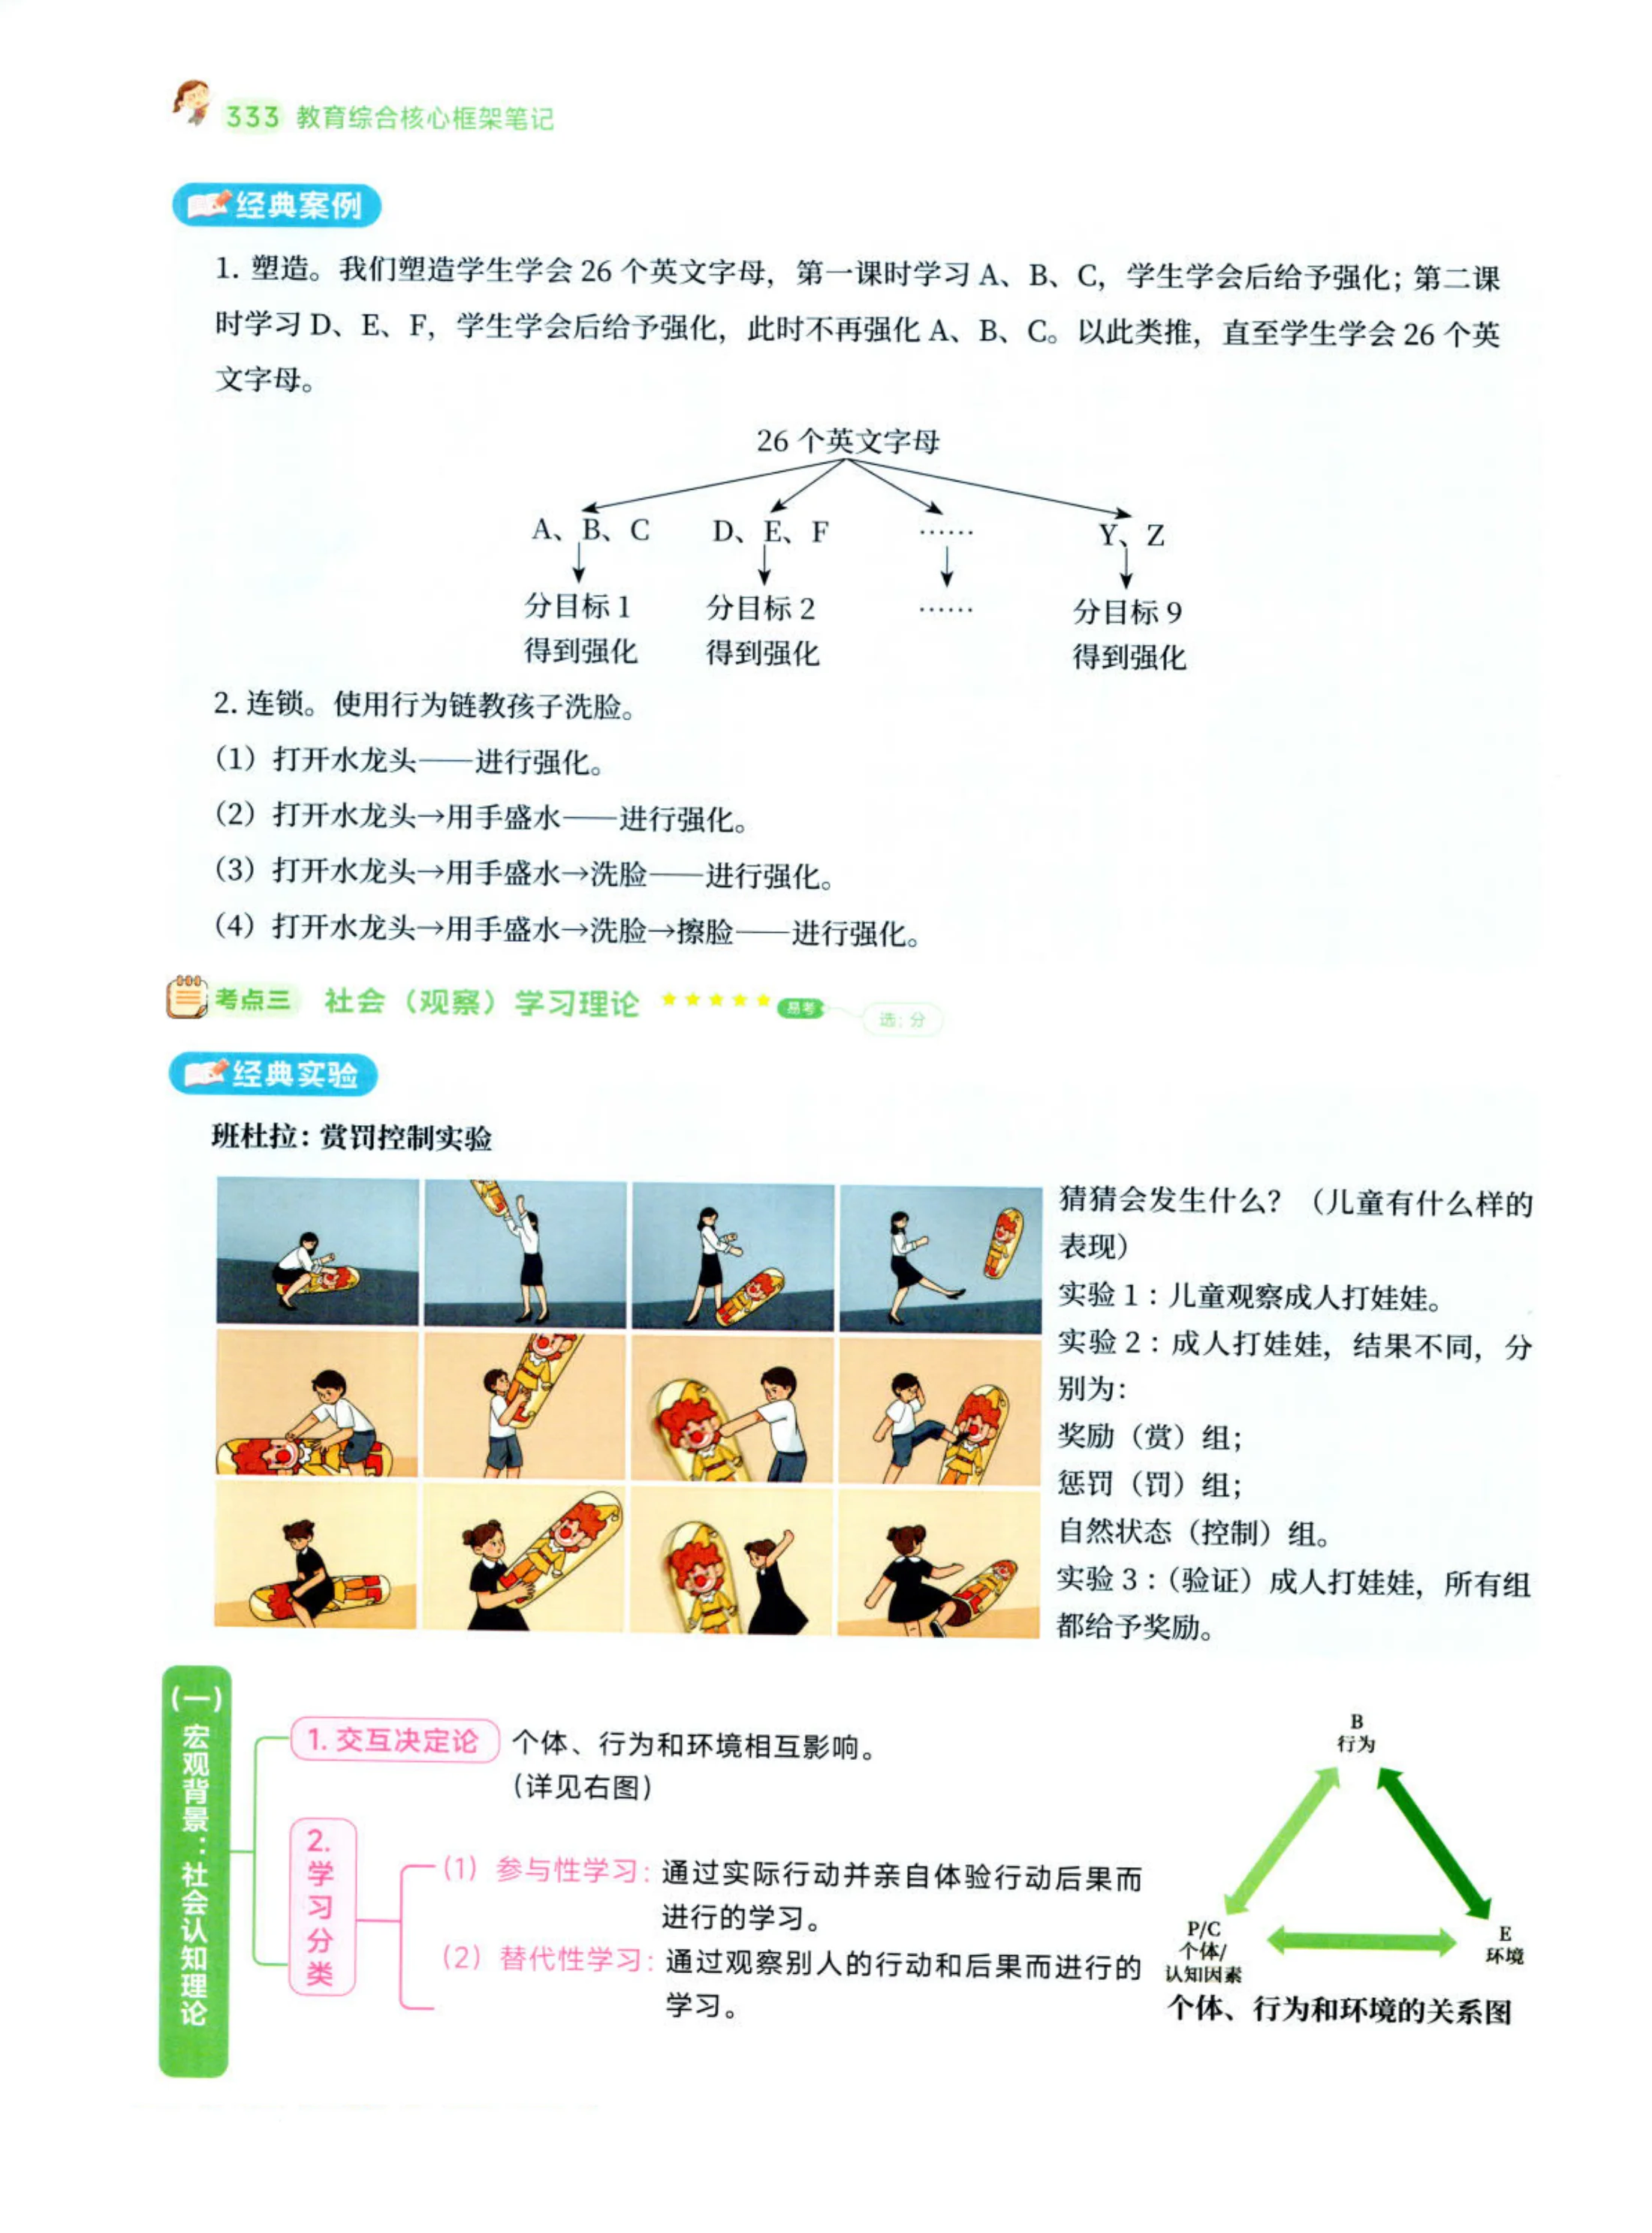 333 教育综合核心框架笔记
经典案例
1. 塑造。我们塑造学生学会 26 个英文字母，第一课时学习 A、B、C，学生学会后给予强化；第二课
时学习 D、E、F，学生学会后给予强化，此时不再强化 A、B、C。以此类推，直至学生学会 26 个英
文字母。
26 个英文字母
A、B、C D、E、F …… Y、Z
分目标 1 分目标 2 …… 分目标 9
得到强化 得到强化 得到强化
2. 连锁。使用行为链教孩子洗脸。
（1）打开水龙头——进行强化。
（2）打开水龙头→用手盛水——进行强化。
（3）打开水龙头→用手盛水→洗脸——进行强化。
（4）打开水龙头→用手盛水→洗脸→擦脸——进行强化。
考点三 社会（观察）学习理论 ★★★★★ 易考 选；分
经典实验
班杜拉：赏罚控制实验
猜猜会发生什么？（儿童有什么样的
表现）
实验 1：儿童观察成人打娃娃。
实验 2：成人打娃娃，结果不同，分
别为：
奖励（赏）组；
惩罚（罚）组；
自然状态（控制）组。
实验 3：（验证）成人打娃娃，所有组
都给予奖励。
（一）宏观背景：社会认知理论
1. 交互决定论 个体、行为和环境相互影响。
（详见右图）
2. 学习分类
（1）参与性学习：通过实际行动并亲自体验行动后果而
进行的学习。
（2）替代性学习：通过观察别人的行动和后果而进行的
学习。
B
行为
P/C
个体/
认知因素
E
环境
个体、行为和环境的关系图